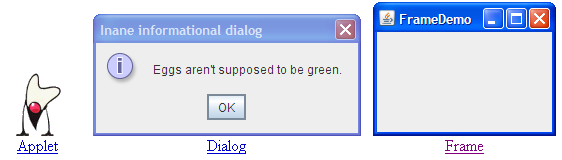 Inane informational dialog
FrameDemo
Eggs aren't supposed to be green.
OK
Applet
Dialog
Frame